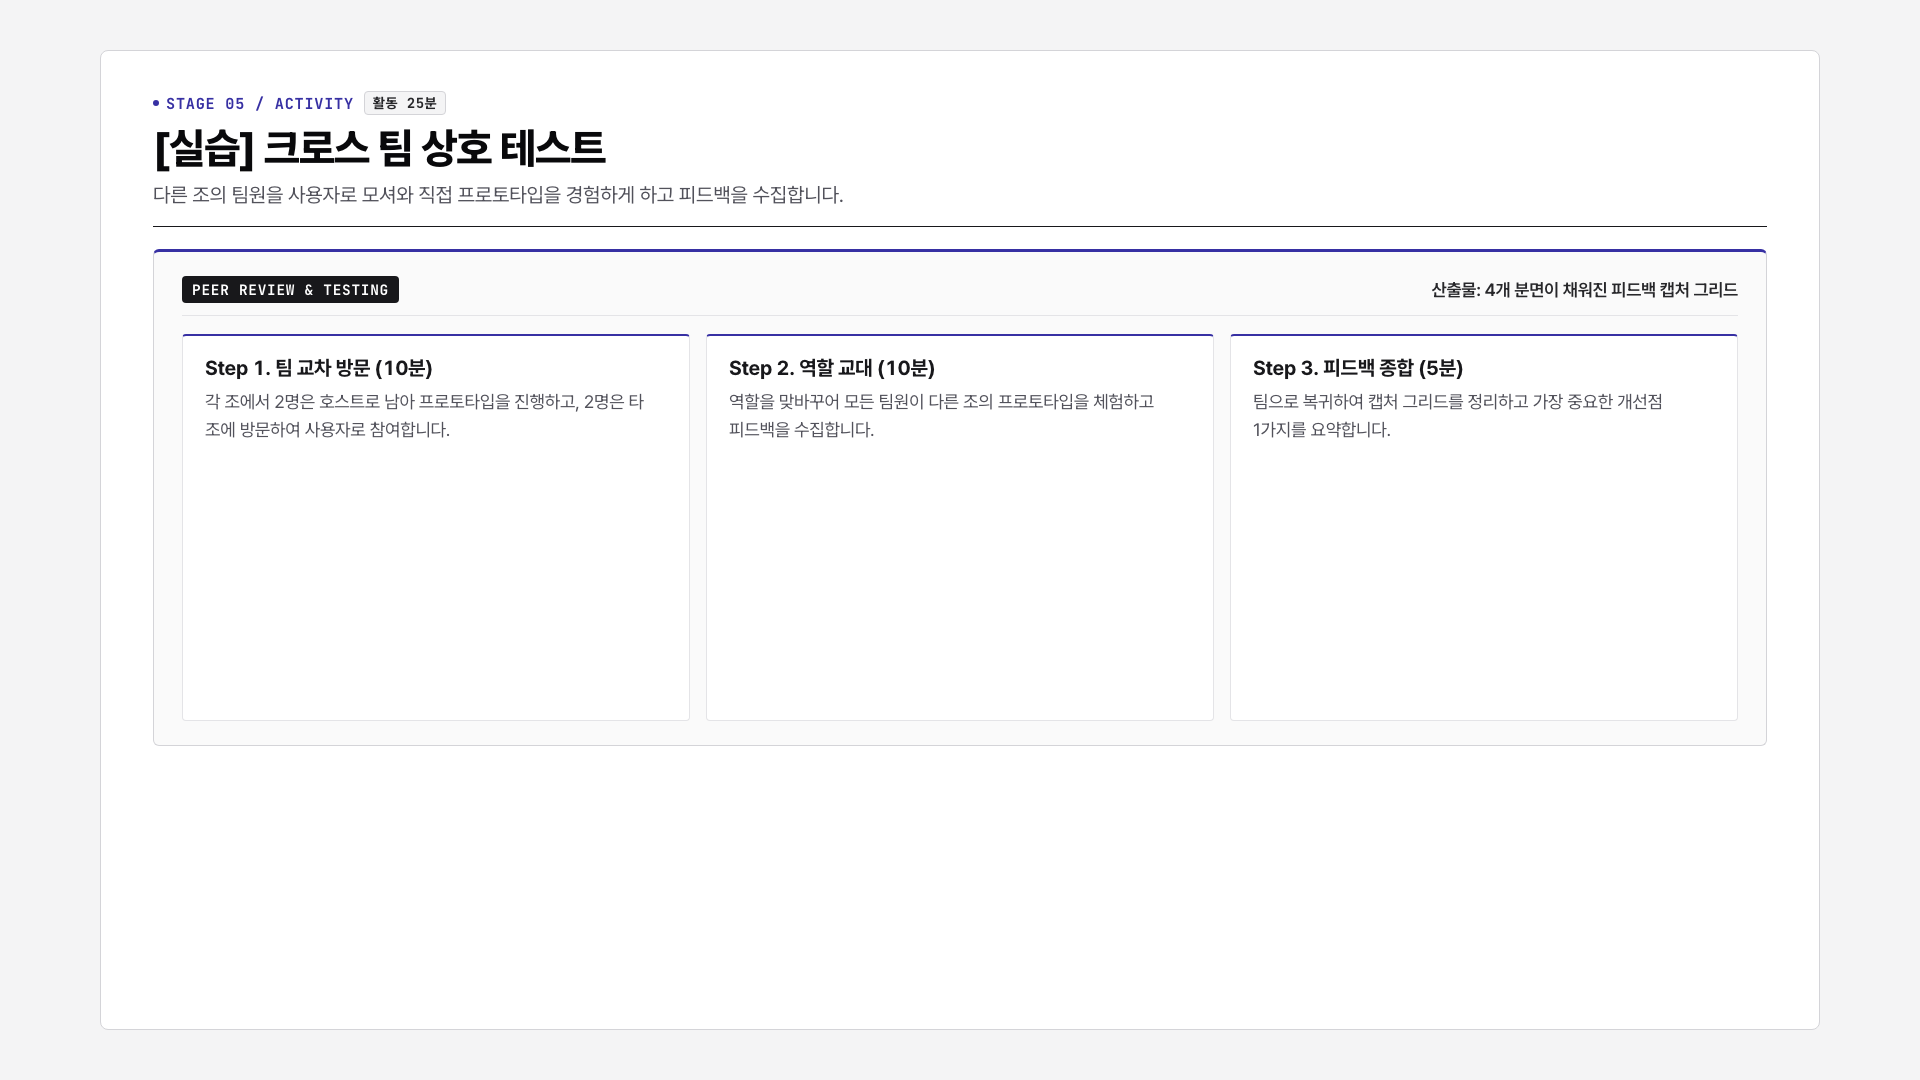 STAGE 05 / ACTIVITY 활동 25분
[실습] 크로스 팀 상호 테스트
다른 조의 팀원을 사용자로 모셔와 직접 프로토타입을 경험하게 하고 피드백을 수집합니다.
PEER REVIEW & TESTING
산출물: 4개 분면이 채워진 피드백 캡처 그리드
Step 1. 팀 교차 방문 (10분)
각 조에서 2명은 호스트로 남아 프로토타입을 진행하고, 2명은 타
조에 방문하여 사용자로 참여합니다.
Step 2. 역할 교대 (10분)
역할을 맞바꾸어 모든 팀원이 다른 조의 프로토타입을 체험하고
피드백을 수집합니다.
Step 3. 피드백 종합 (5분)
팀으로 복귀하여 캡처 그리드를 정리하고 가장 중요한 개선점
1가지를 요약합니다.